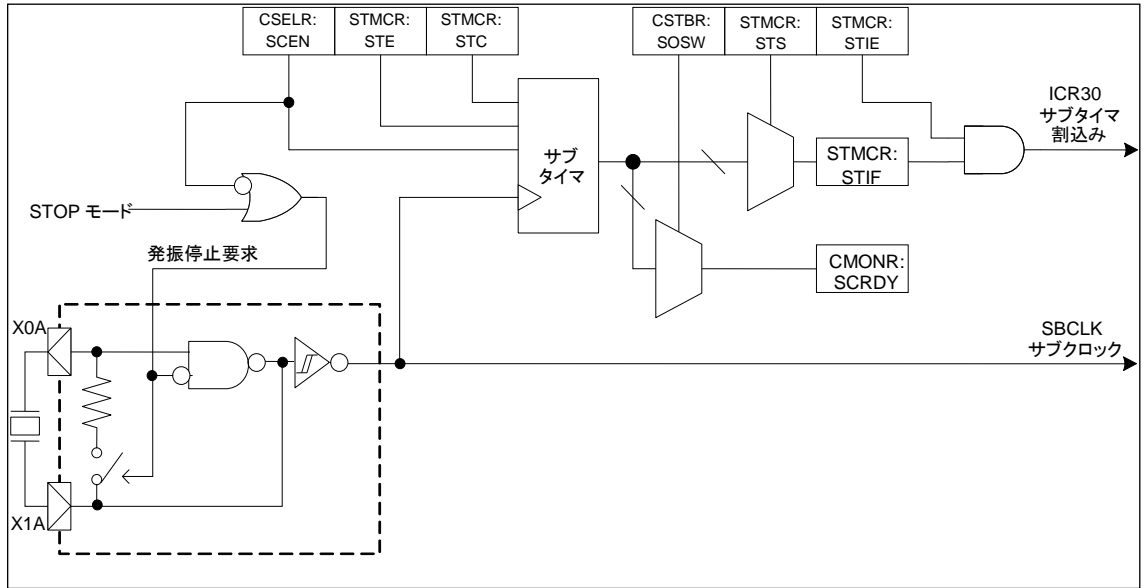 CSELR:
SCEN
STMCR:
STE
STMCR:
STC
CSTBR:
SOSW
STMCR:
STS
STMCR:
STIE
ICR30
サブタイマ
割込み
サブ
タイマ
STMCR:
STIF
STOP モード
発振停止要求
CMONR:
SCRDY
X0A
SBCLK
サブクロック
X1A